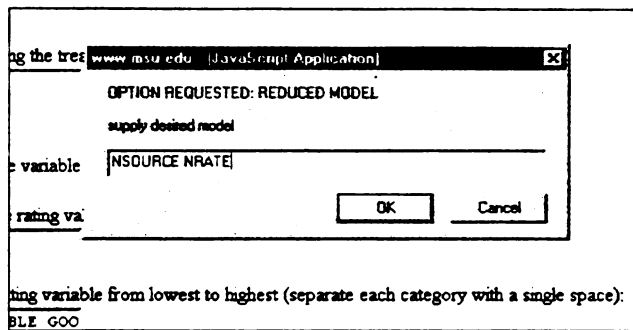 ng the trea
www.msu.edu - [JavaScript Application]
OPTION REQUESTED: REDUCED MODEL
supply desired model
e variable
NSOURCE NRATE
e rating va
OK Cancel
ting variable from lowest to highest (separate each category with a single space):
BLE GOO